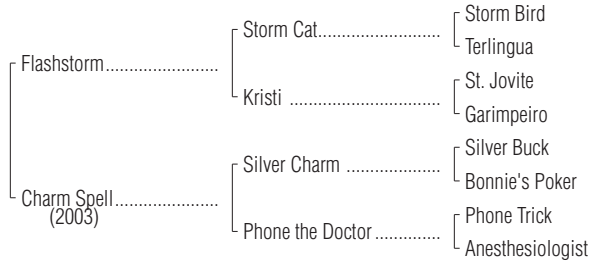 Storm Bird
Storm Cat..............................
Terlingua
Flashstorm............................
St. Jovite
Kristi .....................................
Garimpeiro
Silver Buck
Silver Charm .......................
Bonnie's Poker
Charm Spell.........................
(2003)
Phone Trick
Phone the Doctor................
Anesthesiologist